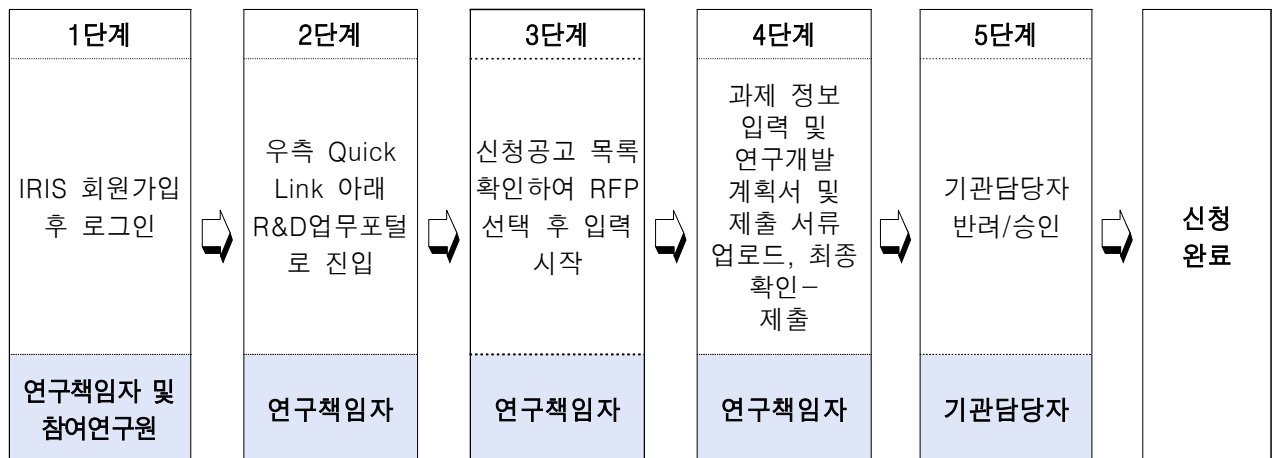 1단계
IRIS 회원가입
후 로그인
연구책임자 및
참여연구원
2단계
우측 Quick
Link 아래
R&D업무포털
로 진입
연구책임자
3단계
신청공고 목록
확인하여 RFP
선택 후 입력
시작
연구책임자
4단계
과제 정보
입력 및
연구개발
계획서 및
제출 서류
업로드, 최종
확인-
제출
연구책임자
5단계
기관담당자
반려/승인
기관담당자
신청
완료